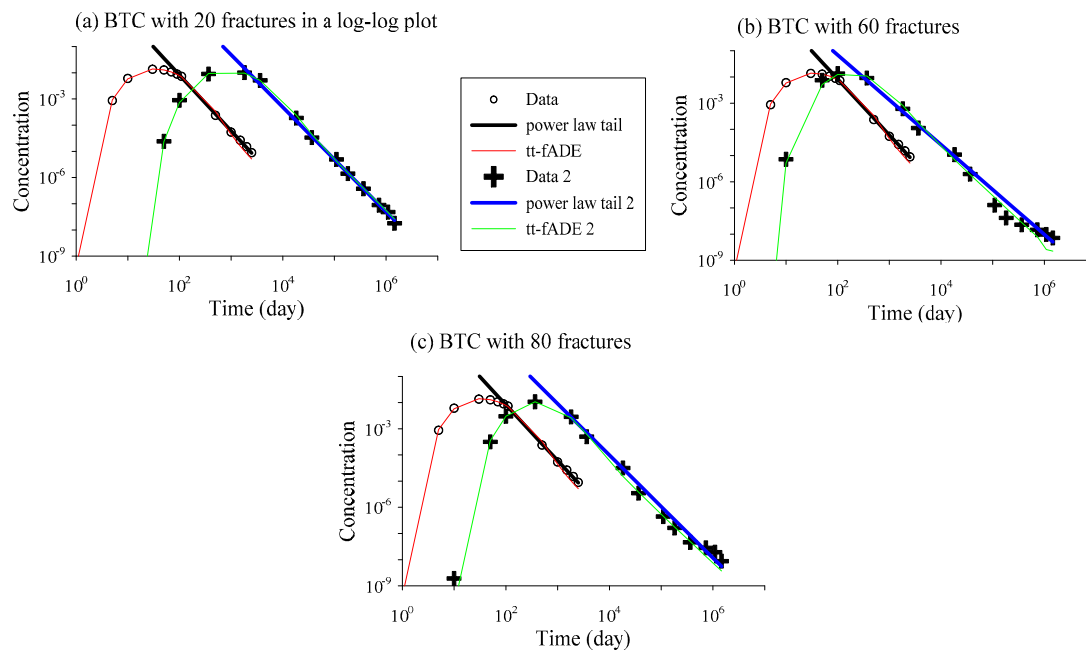 (a) BTC with 20 fractures in a log-log plot
Concentration
10^-3
10^-6
10^-9
10^0
10^2
10^4
10^6
Time (day)
Data
power law tail
tt-fADE
Data 2
power law tail 2
tt-fADE 2
(b) BTC with 60 fractures
Concentration
10^-3
10^-6
10^-9
10^0
10^2
10^4
10^6
Time (day)
(c) BTC with 80 fractures
Concentration
10^-3
10^-6
10^-9
10^0
10^2
10^4
10^6
Time (day)